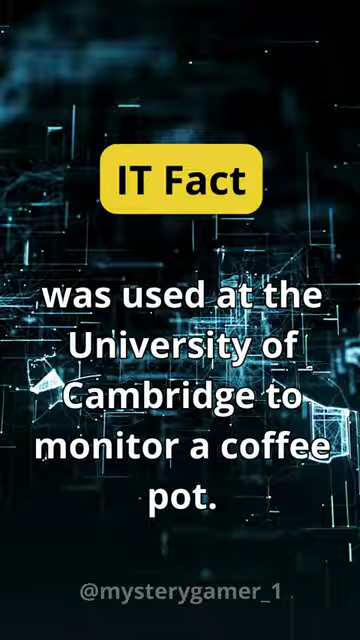 IT Fact
was used at the
University of
Cambridge to
monitor a coffee
pot.
@mysterygamer_1